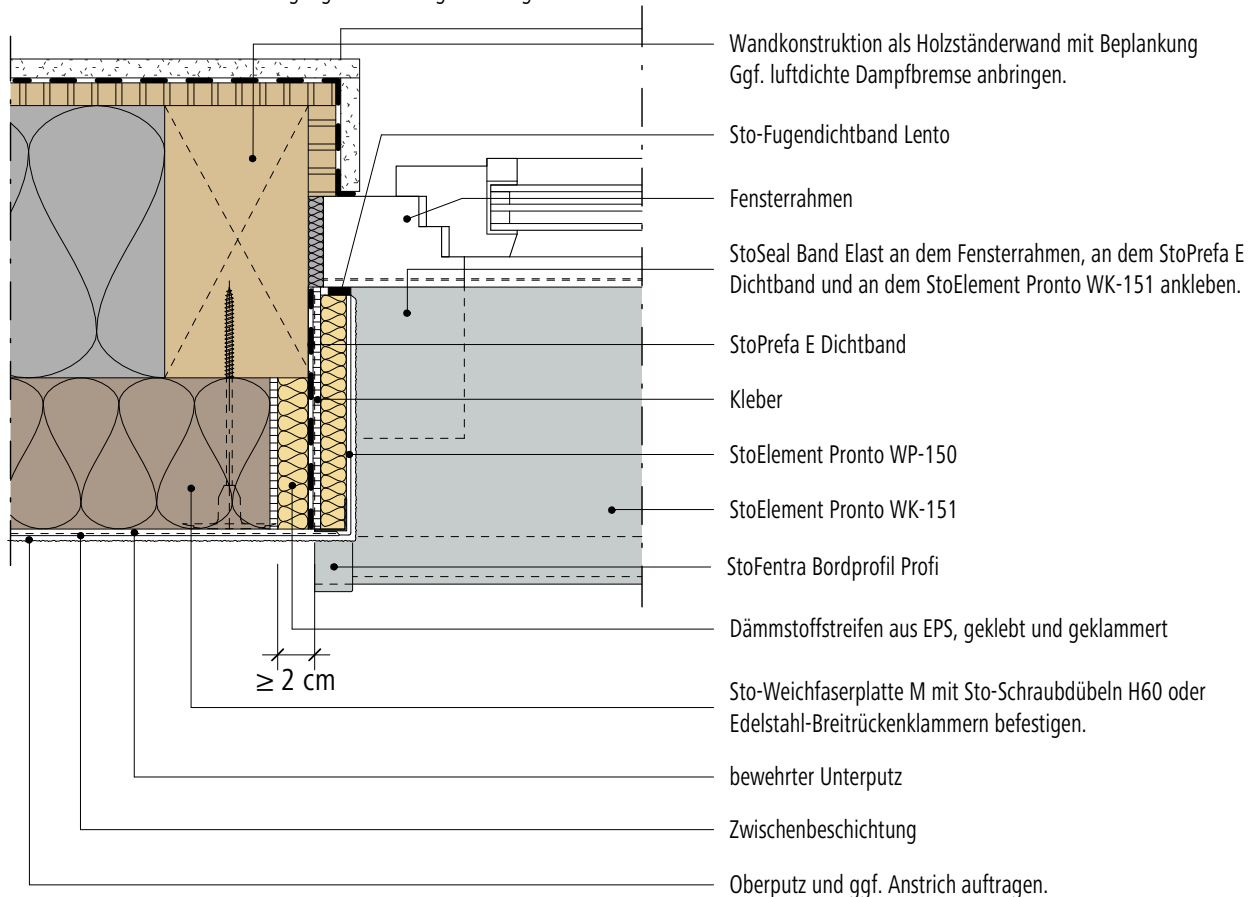 Wandkonstruktion als Holzständerwand mit Beplankung
Ggf. luftdichte Dampfbremse anbringen.
Sto-Fugendichtband Lento
Fensterrahmen
StoSeal Band Elast an dem Fensterrahmen, an dem StoPrefa E
Dichtband und an dem StoElement Pronto WK-151 ankleben.
StoPrefa E Dichtband
Kleber
StoElement Pronto WP-150
StoElement Pronto WK-151
StoFentra Bordprofil Profi
Dämmstoffstreifen aus EPS, geklebt und geklammert
≥ 2 cm
Sto-Weichfaserplatte M mit Sto-Schraubdübeln H60 oder
Edelstahl-Breitrückenklammern befestigen.
bewehrter Unterputz
Zwischenbeschichtung
Oberputz und ggf. Anstrich auftragen.